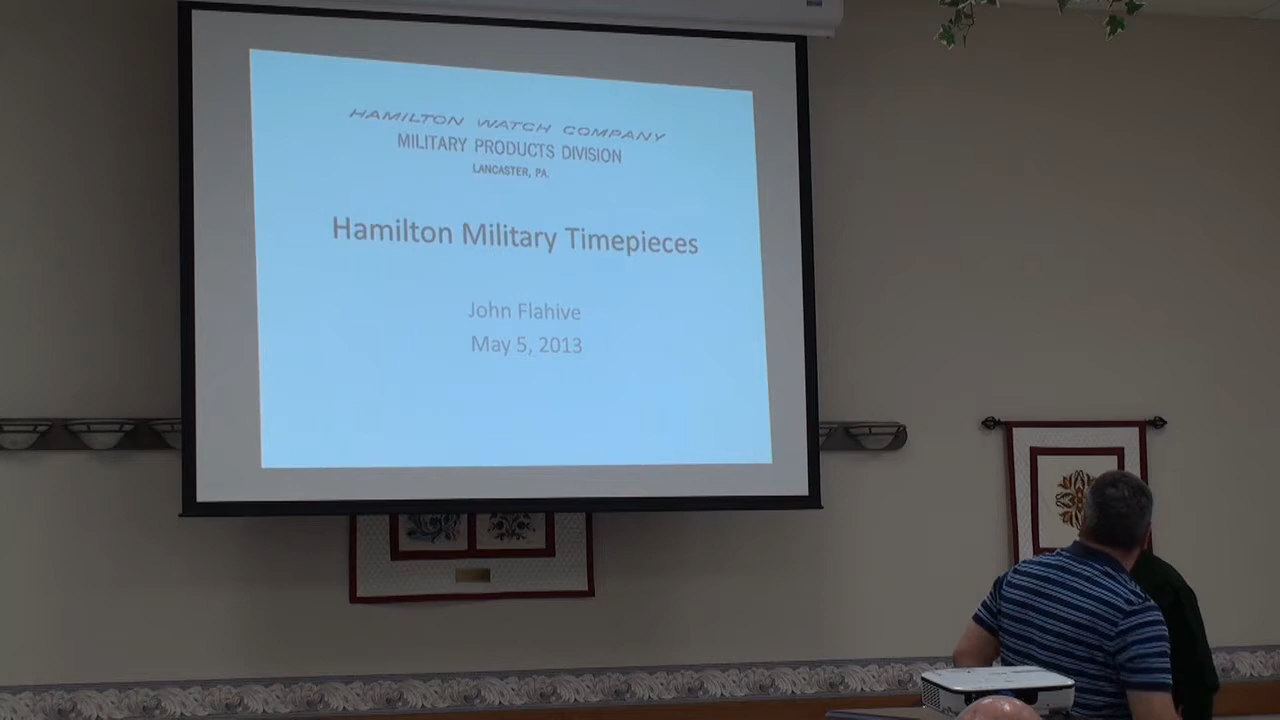 HAMILTON WATCH COMPANY
MILITARY PRODUCTS DIVISION
LANCASTER, PA.
Hamilton Military Timepieces
John Flahive
May 5, 2013